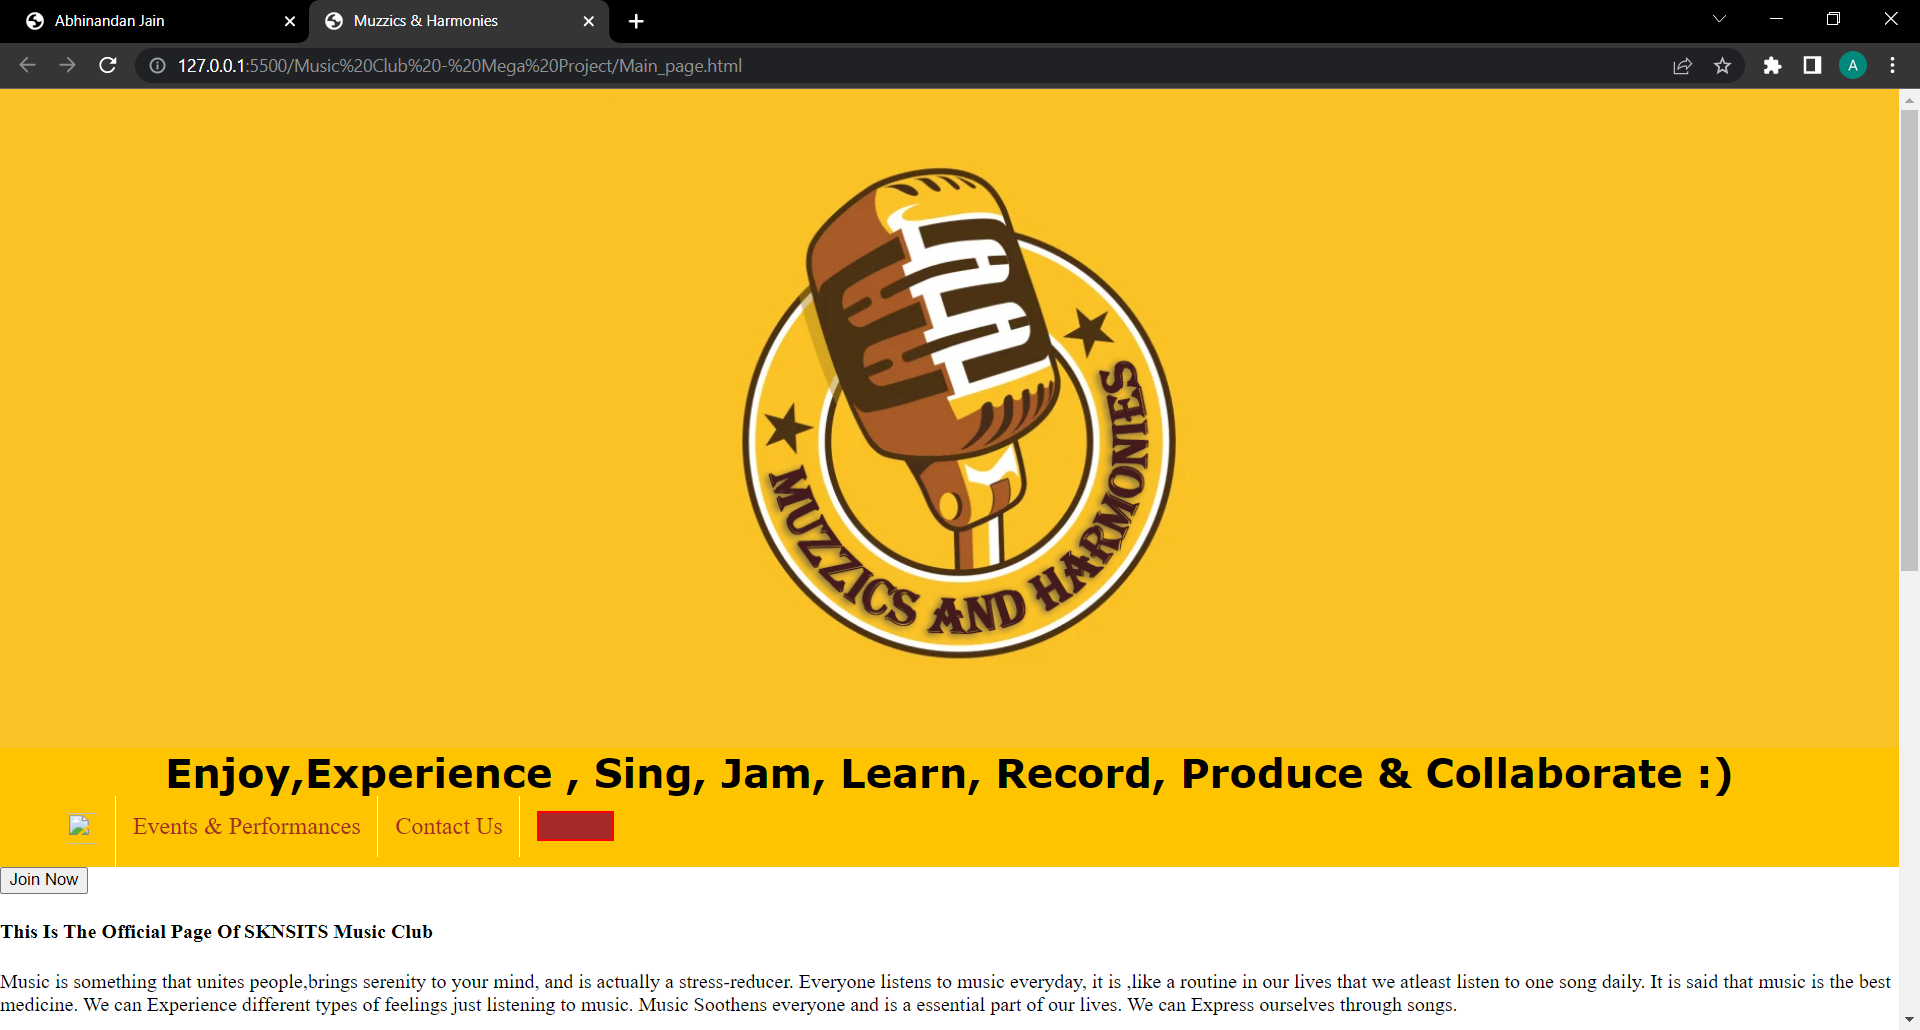 Abhinandan Jain
Muzzics & Harmonies
127.0.0.1:5500/Music%20Club%20-%20Mega%20Project/Main_page.html
A
MUZZICS AND HARMONIES
Enjoy,Experience , Sing, Jam, Learn, Record, Produce & Collaborate :)
Events & Performances
Contact Us
Join Now
This Is The Official Page Of SKNSITS Music Club
Music is something that unites people,brings serenity to your mind, and is actually a stress-reducer. Everyone listens to music everyday, it is ,like a routine in our lives that we atleast listen to one song daily. It is said that music is the best
medicine. We can Experience different types of feelings just listening to music. Music Soothens everyone and is a essential part of our lives. We can Express ourselves through songs.